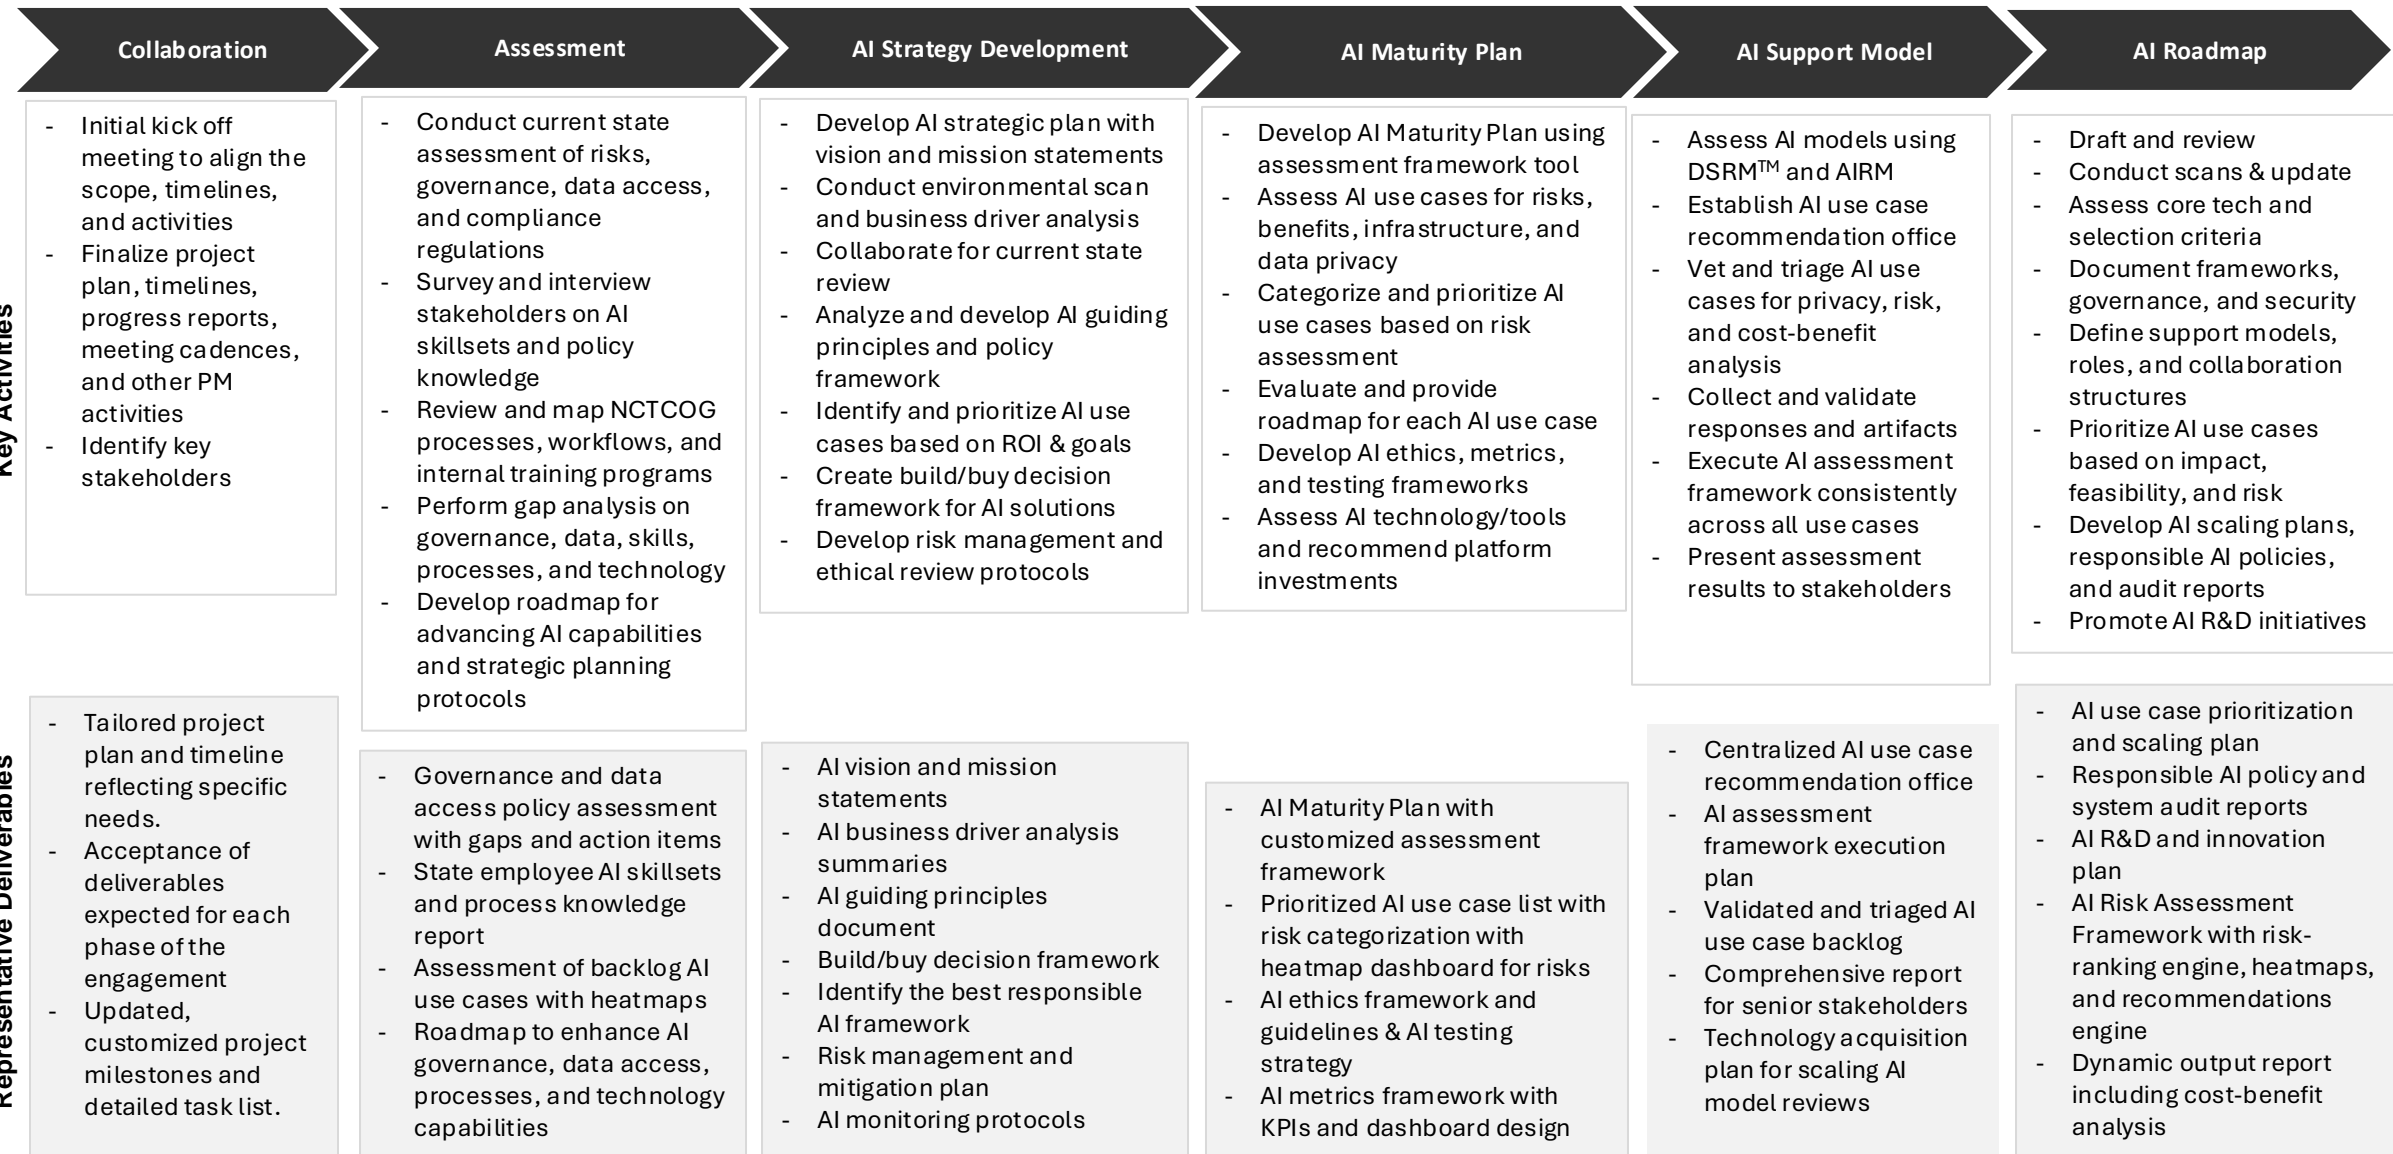 Collaboration
Assessment
AI Strategy Development
AI Maturity Plan
AI Support Model
AI Roadmap
Key Activities
- Initial kick off
meeting to align the
scope, timelines,
and activities
- Finalize project
plan, timelines,
progress reports,
meeting cadences,
and other PM
activities
- Identify key
stakeholders
- Conduct current state
assessment of risks,
governance, data access,
and compliance
regulations
- Survey and interview
stakeholders on AI
skillsets and policy
knowledge
- Review and map NCTCOG
processes, workflows, and
internal training programs
- Perform gap analysis on
governance, data, skills,
processes, and technology
- Develop roadmap for
advancing AI capabilities
and strategic planning
protocols
- Develop AI strategic plan with
vision and mission statements
- Conduct environmental scan
and business driver analysis
- Collaborate for current state
review
- Analyze and develop AI guiding
principles and policy
framework
- Identify and prioritize AI use
cases based on ROI & goals
- Create build/buy decision
framework for AI solutions
- Develop risk management and
ethical review protocols
- Develop AI Maturity Plan using
assessment framework tool
- Assess AI use cases for risks,
benefits, infrastructure, and
data privacy
- Categorize and prioritize AI
use cases based on risk
assessment
- Evaluate and provide
roadmap for each AI use case
- Develop AI ethics, metrics,
and testing frameworks
- Assess AI technology/tools
and recommend platform
investments
- Assess AI models using
DSRM™ and AIRM
- Establish AI use case
recommendation office
- Vet and triage AI use
cases for privacy, risk,
and cost-benefit
analysis
- Collect and validate
responses and artifacts
- Execute AI assessment
framework consistently
across all use cases
- Present assessment
results to stakeholders
- Draft and review
- Conduct scans & update
- Assess core tech and
selection criteria
- Document frameworks,
governance, and security
- Define support models,
roles, and collaboration
structures
- Prioritize AI use cases
based on impact,
feasibility, and risk
- Develop AI scaling plans,
responsible AI policies,
and audit reports
- Promote AI R&D initiatives
Representative Deliverables
- Tailored project
plan and timeline
reflecting specific
needs.
- Acceptance of
deliverables
expected for each
phase of the
engagement
- Updated,
customized project
milestones and
detailed task list.
- Governance and data
access policy assessment
with gaps and action items
- State employee AI skillsets
and process knowledge
report
- Assessment of backlog AI
use cases with heatmaps
- Roadmap to enhance AI
governance, data access,
processes, and technology
capabilities
- AI vision and mission
statements
- AI business driver analysis
summaries
- AI guiding principles
document
- Build/buy decision framework
- Identify the best responsible
AI framework
- Risk management and
mitigation plan
- AI monitoring protocols
- AI Maturity Plan with
customized assessment
framework
- Prioritized AI use case list with
risk categorization with
heatmap dashboard for risks
- AI ethics framework and
guidelines & AI testing
strategy
- AI metrics framework with
KPIs and dashboard design
- Centralized AI use case
recommendation office
- AI assessment
framework execution
plan
- Validated and triaged AI
use case backlog
- Comprehensive report
for senior stakeholders
- Technology acquisition
plan for scaling AI
model reviews
- AI use case prioritization
and scaling plan
- Responsible AI policy and
system audit reports
- AI R&D and innovation
plan
- AI Risk Assessment
Framework with risk-
ranking engine, heatmaps,
and recommendations
engine
- Dynamic output report
including cost-benefit
analysis